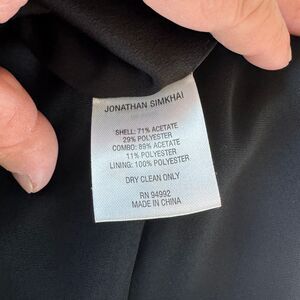 JONATHAN SIMKHAI
SHELL: 71% ACETATE
29% POLYESTER
COMBO: 89% ACETATE
11% POLYESTER
LINING: 100% POLYESTER
DRY CLEAN ONLY
RN 94992
MADE IN CHINA